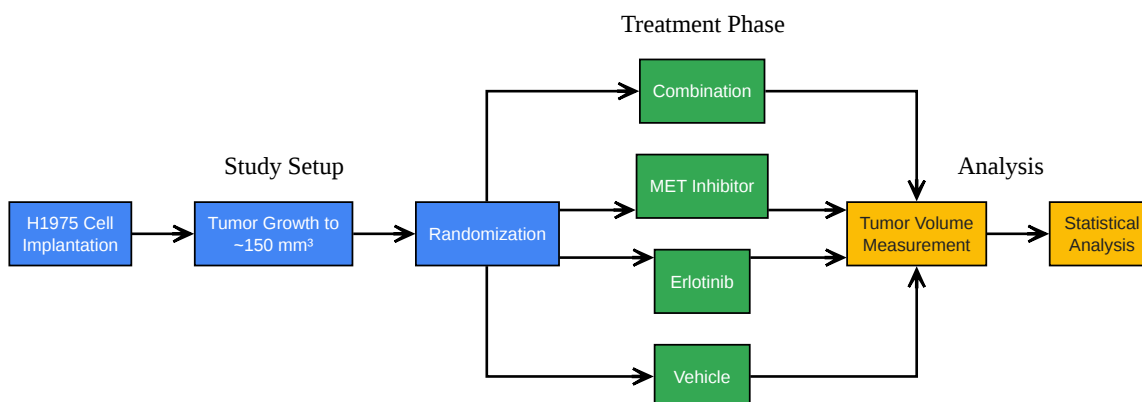 Treatment Phase
Combination
Study Setup
MET Inhibitor
Analysis
H1975 Cell
Implantation
Tumor Growth to
~150 mm³
Randomization
Tumor Volume
Measurement
Statistical
Analysis
Erlotinib
Vehicle